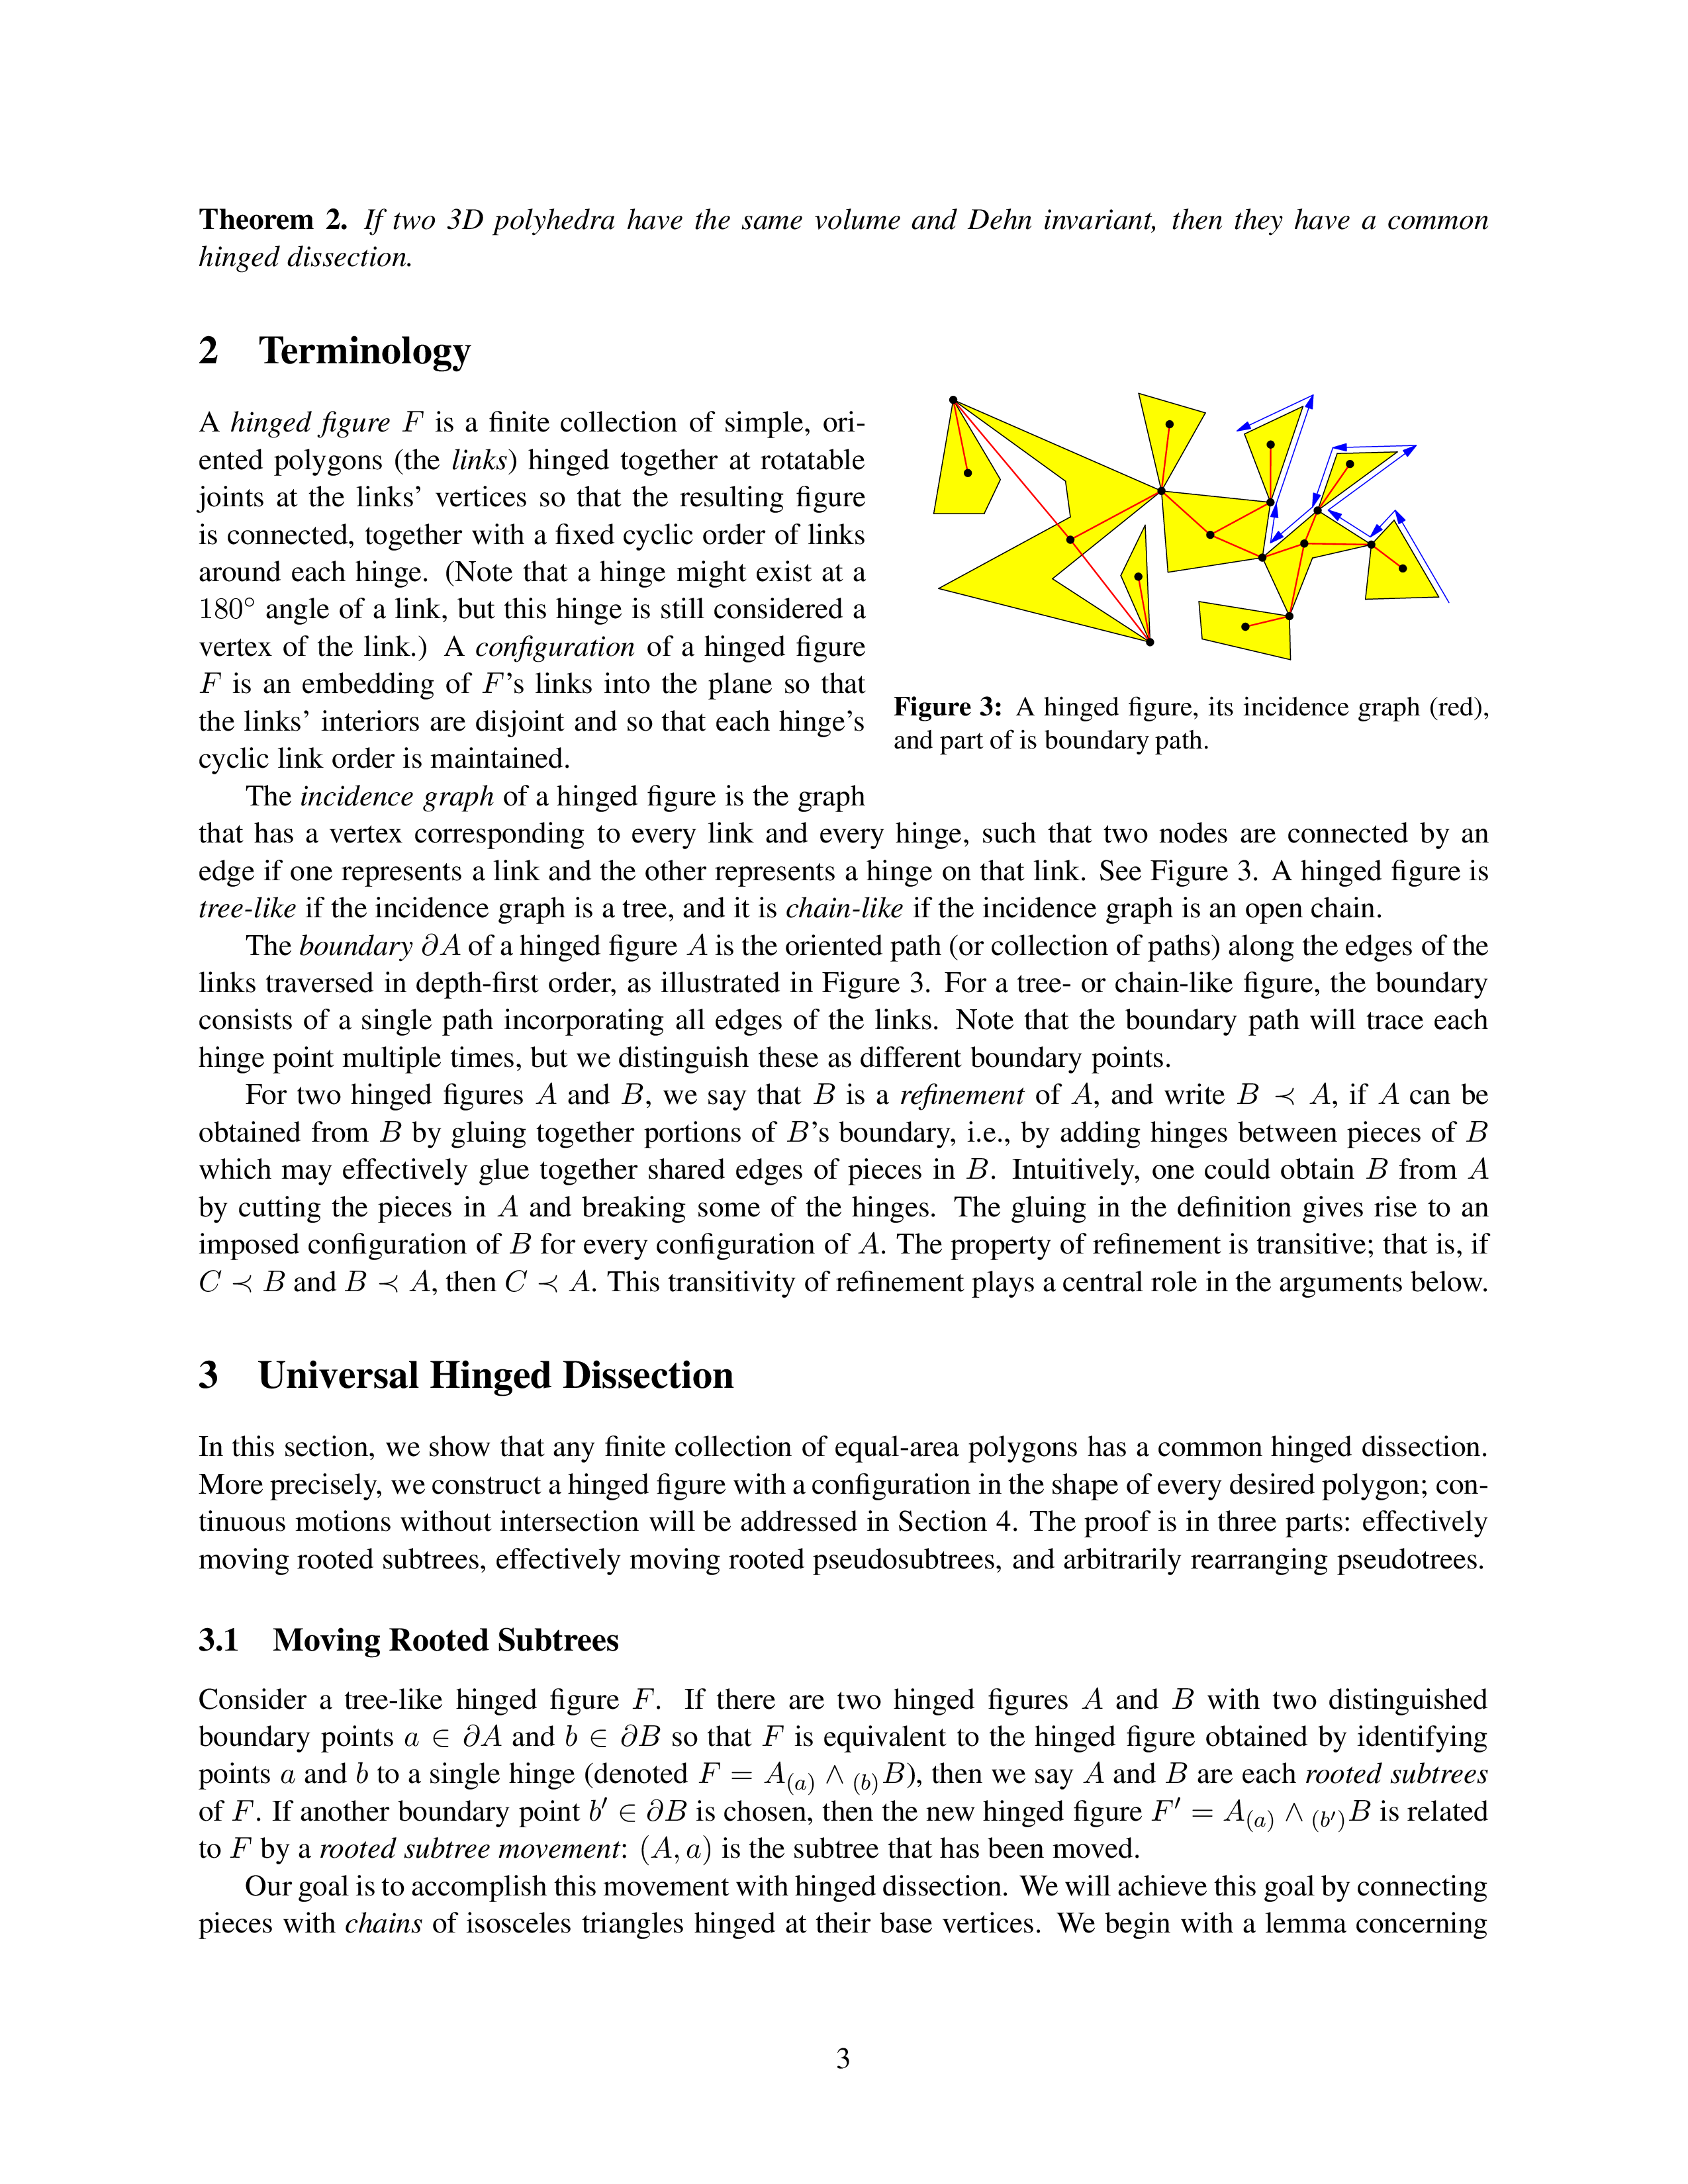 Theorem 2. If two 3D polyhedra have the same volume and Dehn invariant, then they have a common
hinged dissection.
2 Terminology
A hinged figure F is a finite collection of simple, ori-
ented polygons (the links) hinged together at rotatable
joints at the links' vertices so that the resulting figure
is connected, together with a fixed cyclic order of links
around each hinge. (Note that a hinge might exist at a
180° angle of a link, but this hinge is still considered a
vertex of the link.) A configuration of a hinged figure
F is an embedding of F's links into the plane so that
the links' interiors are disjoint and so that each hinge's
cyclic link order is maintained.
Figure 3: A hinged figure, its incidence graph (red),
and part of is boundary path.
The incidence graph of a hinged figure is the graph
that has a vertex corresponding to every link and every hinge, such that two nodes are connected by an
edge if one represents a link and the other represents a hinge on that link. See Figure 3. A hinged figure is
tree-like if the incidence graph is a tree, and it is chain-like if the incidence graph is an open chain.
The boundary ∂A of a hinged figure A is the oriented path (or collection of paths) along the edges of the
links traversed in depth-first order, as illustrated in Figure 3. For a tree- or chain-like figure, the boundary
consists of a single path incorporating all edges of the links. Note that the boundary path will trace each
hinge point multiple times, but we distinguish these as different boundary points.
For two hinged figures A and B, we say that B is a refinement of A, and write B ≺ A, if A can be
obtained from B by gluing together portions of B's boundary, i.e., by adding hinges between pieces of B
which may effectively glue together shared edges of pieces in B. Intuitively, one could obtain B from A
by cutting the pieces in A and breaking some of the hinges. The gluing in the definition gives rise to an
imposed configuration of B for every configuration of A. The property of refinement is transitive; that is, if
C ≺ B and B ≺ A, then C ≺ A. This transitivity of refinement plays a central role in the arguments below.
3 Universal Hinged Dissection
In this section, we show that any finite collection of equal-area polygons has a common hinged dissection.
More precisely, we construct a hinged figure with a configuration in the shape of every desired polygon; con-
tinuous motions without intersection will be addressed in Section 4. The proof is in three parts: effectively
moving rooted subtrees, effectively moving rooted pseudosubtrees, and arbitrarily rearranging pseudotrees.
3.1 Moving Rooted Subtrees
Consider a tree-like hinged figure F. If there are two hinged figures A and B with two distinguished
boundary points a ∈ ∂A and b ∈ ∂B so that F is equivalent to the hinged figure obtained by identifying
points a and b to a single hinge (denoted F = A(a) ∧ (b)B), then we say A and B are each rooted subtrees
of F. If another boundary point b′ ∈ ∂B is chosen, then the new hinged figure F′ = A(a) ∧ (b′)B is related
to F by a rooted subtree movement: (A, a) is the subtree that has been moved.
Our goal is to accomplish this movement with hinged dissection. We will achieve this goal by connecting
pieces with chains of isosceles triangles hinged at their base vertices. We begin with a lemma concerning
3